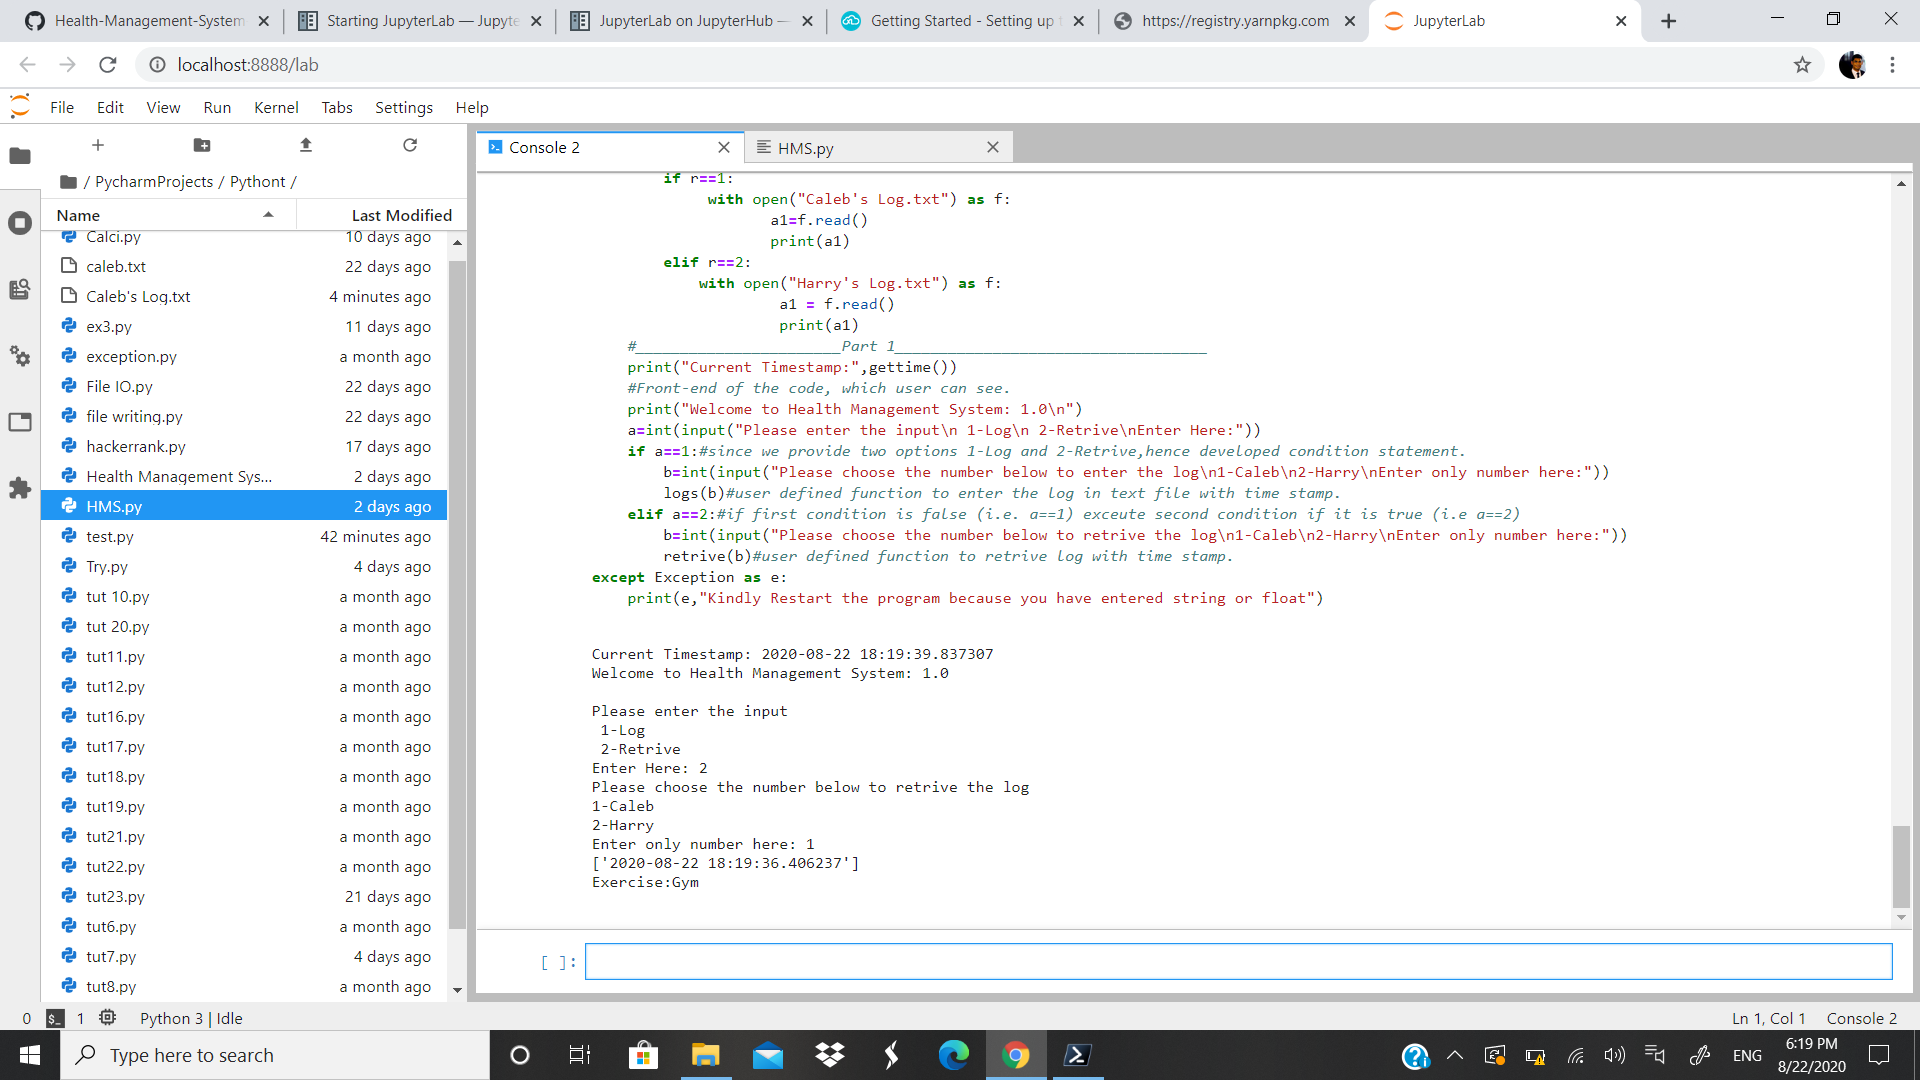 Health-Management-System
Starting JupyterLab — Jupyte
JupyterLab on JupyterHub —
Getting Started - Setting up t
https://registry.yarnpkg.com
JupyterLab
localhost:8888/lab
File Edit View Run Kernel Tabs Settings Help
/ PycharmProjects / Pythont /
Name Last Modified
Calci.py 10 days ago
caleb.txt 22 days ago
Caleb's Log.txt 4 minutes ago
ex3.py 11 days ago
exception.py a month ago
File IO.py 22 days ago
file writing.py 22 days ago
hackerrank.py 17 days ago
Health Management Sys... 2 days ago
HMS.py 2 days ago
test.py 42 minutes ago
Try.py 4 days ago
tut 10.py a month ago
tut 20.py a month ago
tut11.py a month ago
tut12.py a month ago
tut16.py a month ago
tut17.py a month ago
tut18.py a month ago
tut19.py a month ago
tut21.py a month ago
tut22.py a month ago
tut23.py 21 days ago
tut6.py a month ago
tut7.py 4 days ago
tut8.py a month ago
Console 2
HMS.py
if r==1:
with open("Caleb's Log.txt") as f:
a1=f.read()
print(a1)
elif r==2:
with open("Harry's Log.txt") as f:
a1 = f.read()
print(a1)
#_______________________Part 1___________________________________
print("Current Timestamp:",gettime())
#Front-end of the code, which user can see.
print("Welcome to Health Management System: 1.0\n")
a=int(input("Please enter the input\n 1-Log\n 2-Retrive\nEnter Here:"))
if a==1:#since we provide two options 1-Log and 2-Retrive,hence developed condition statement.
b=int(input("Please choose the number below to enter the log\n1-Caleb\n2-Harry\nEnter only number here:"))
logs(b)#user defined function to enter the log in text file with time stamp.
elif a==2:#if first condition is false (i.e. a==1) exceute second condition if it is true (i.e a==2)
b=int(input("Please choose the number below to retrive the log\n1-Caleb\n2-Harry\nEnter only number here:"))
retrive(b)#user defined function to retrive log with time stamp.
except Exception as e:
print(e,"Kindly Restart the program because you have entered string or float")
Current Timestamp: 2020-08-22 18:19:39.837307
Welcome to Health Management System: 1.0
Please enter the input
1-Log
2-Retrive
Enter Here: 2
Please choose the number below to retrive the log
1-Caleb
2-Harry
Enter only number here: 1
['2020-08-22 18:19:36.406237']
Exercise:Gym
[ ]:
0 $_ 1 Python 3 | Idle
Ln 1, Col 1 Console 2
Type here to search
ENG
6:19 PM
8/22/2020